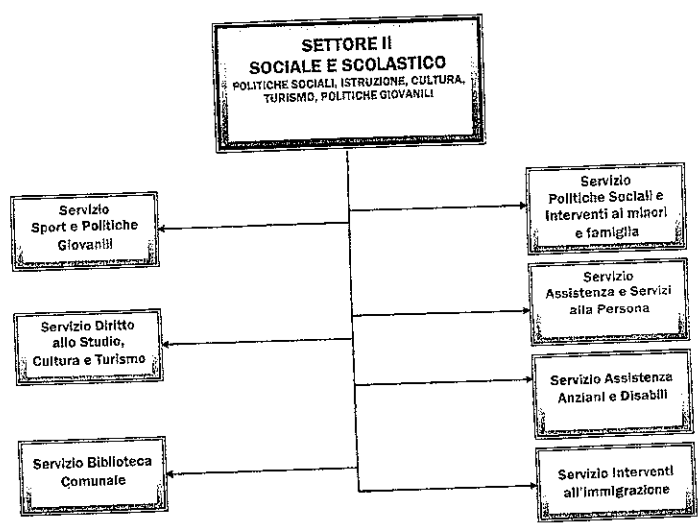 SETTORE II
SOCIALE E SCOLASTICO
POLITICHE SOCIALI, ISTRUZIONE, CULTURA,
TURISMO, POLITICHE GIOVANILI
Servizio
Sport e Politiche
Giovanili
Servizio Diritto
allo Studio,
Cultura e Turismo
Servizio Biblioteca
Comunale
Servizio
Politiche Sociali e
Interventi ai minori
e famiglia
Servizio
Assistenza e Servizi
alla Persona
Servizio Assistenza
Anziani e Disabili
Servizio Interventi
all'immigrazione